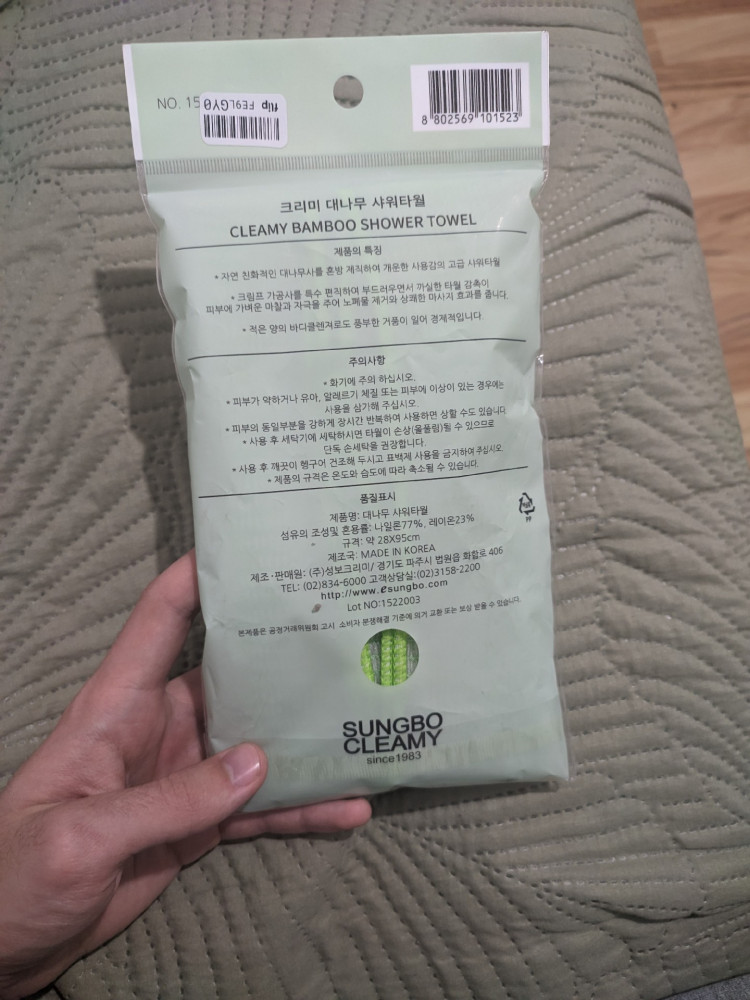 NO. 15
flip FE9LGY0
8 802569 101523
크리미 대나무 샤워타월
CLEAMY BAMBOO SHOWER TOWEL
제품의 특징
* 자연 친화적인 대나무사를 혼방 제직하여 개운한 사용감의 고급 샤워타월
* 크림프 가공사를 특수 편직하여 부드러우면서 까실한 타월 감촉이
피부에 가벼운 마찰과 자극을 주어 노폐물 제거와 상쾌한 마사지 효과를 줍니다.
* 적은 양의 바디클렌져로도 풍부한 거품이 일어 경제적입니다.
주의사항
* 화기에 주의 하십시오.
* 피부가 약하거나 유아, 알레르기 체질 또는 피부에 이상이 있는 경우에는
사용을 삼가해 주십시오.
* 피부의 동일부분을 강하게 장시간 반복하여 사용하면 상할 수도 있습니다.
* 사용 후 세탁기에 세탁하시면 타월이 손상(올풀림)될 수 있으므로
단독 손세탁을 권장합니다.
* 사용 후 깨끗이 헹구어 건조해 두시고 표백제 사용을 금지하여 주십시오.
* 제품의 규격은 온도와 습도에 따라 축소될 수 있습니다.
품질표시
제품명: 대나무 샤워타월
섬유의 조성및 혼용률: 나일론77%, 레이온23%
규격: 약 28X95cm
제조국: MADE IN KOREA
제조·판매원: (주)성보크리미/ 경기도 파주시 법원읍 화합로 406
TEL: (02)834-6000 고객상담실:(02)3158-2200
http://www.esungbo.com
Lot NO:1522003
본제품은 공정거래위원회 고시 소비자 분쟁해결 기준에 의거 교환 또는 보상 받을 수 있습니다.
SUNGBO
CLEAMY
since1983